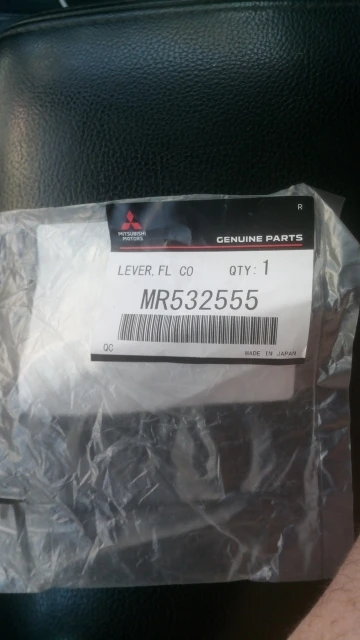 R
MITSUBISHI
MOTORS
GENUINE PARTS
LEVER.FL CO QTY:1
MR532555
QC MADE IN JAPAN